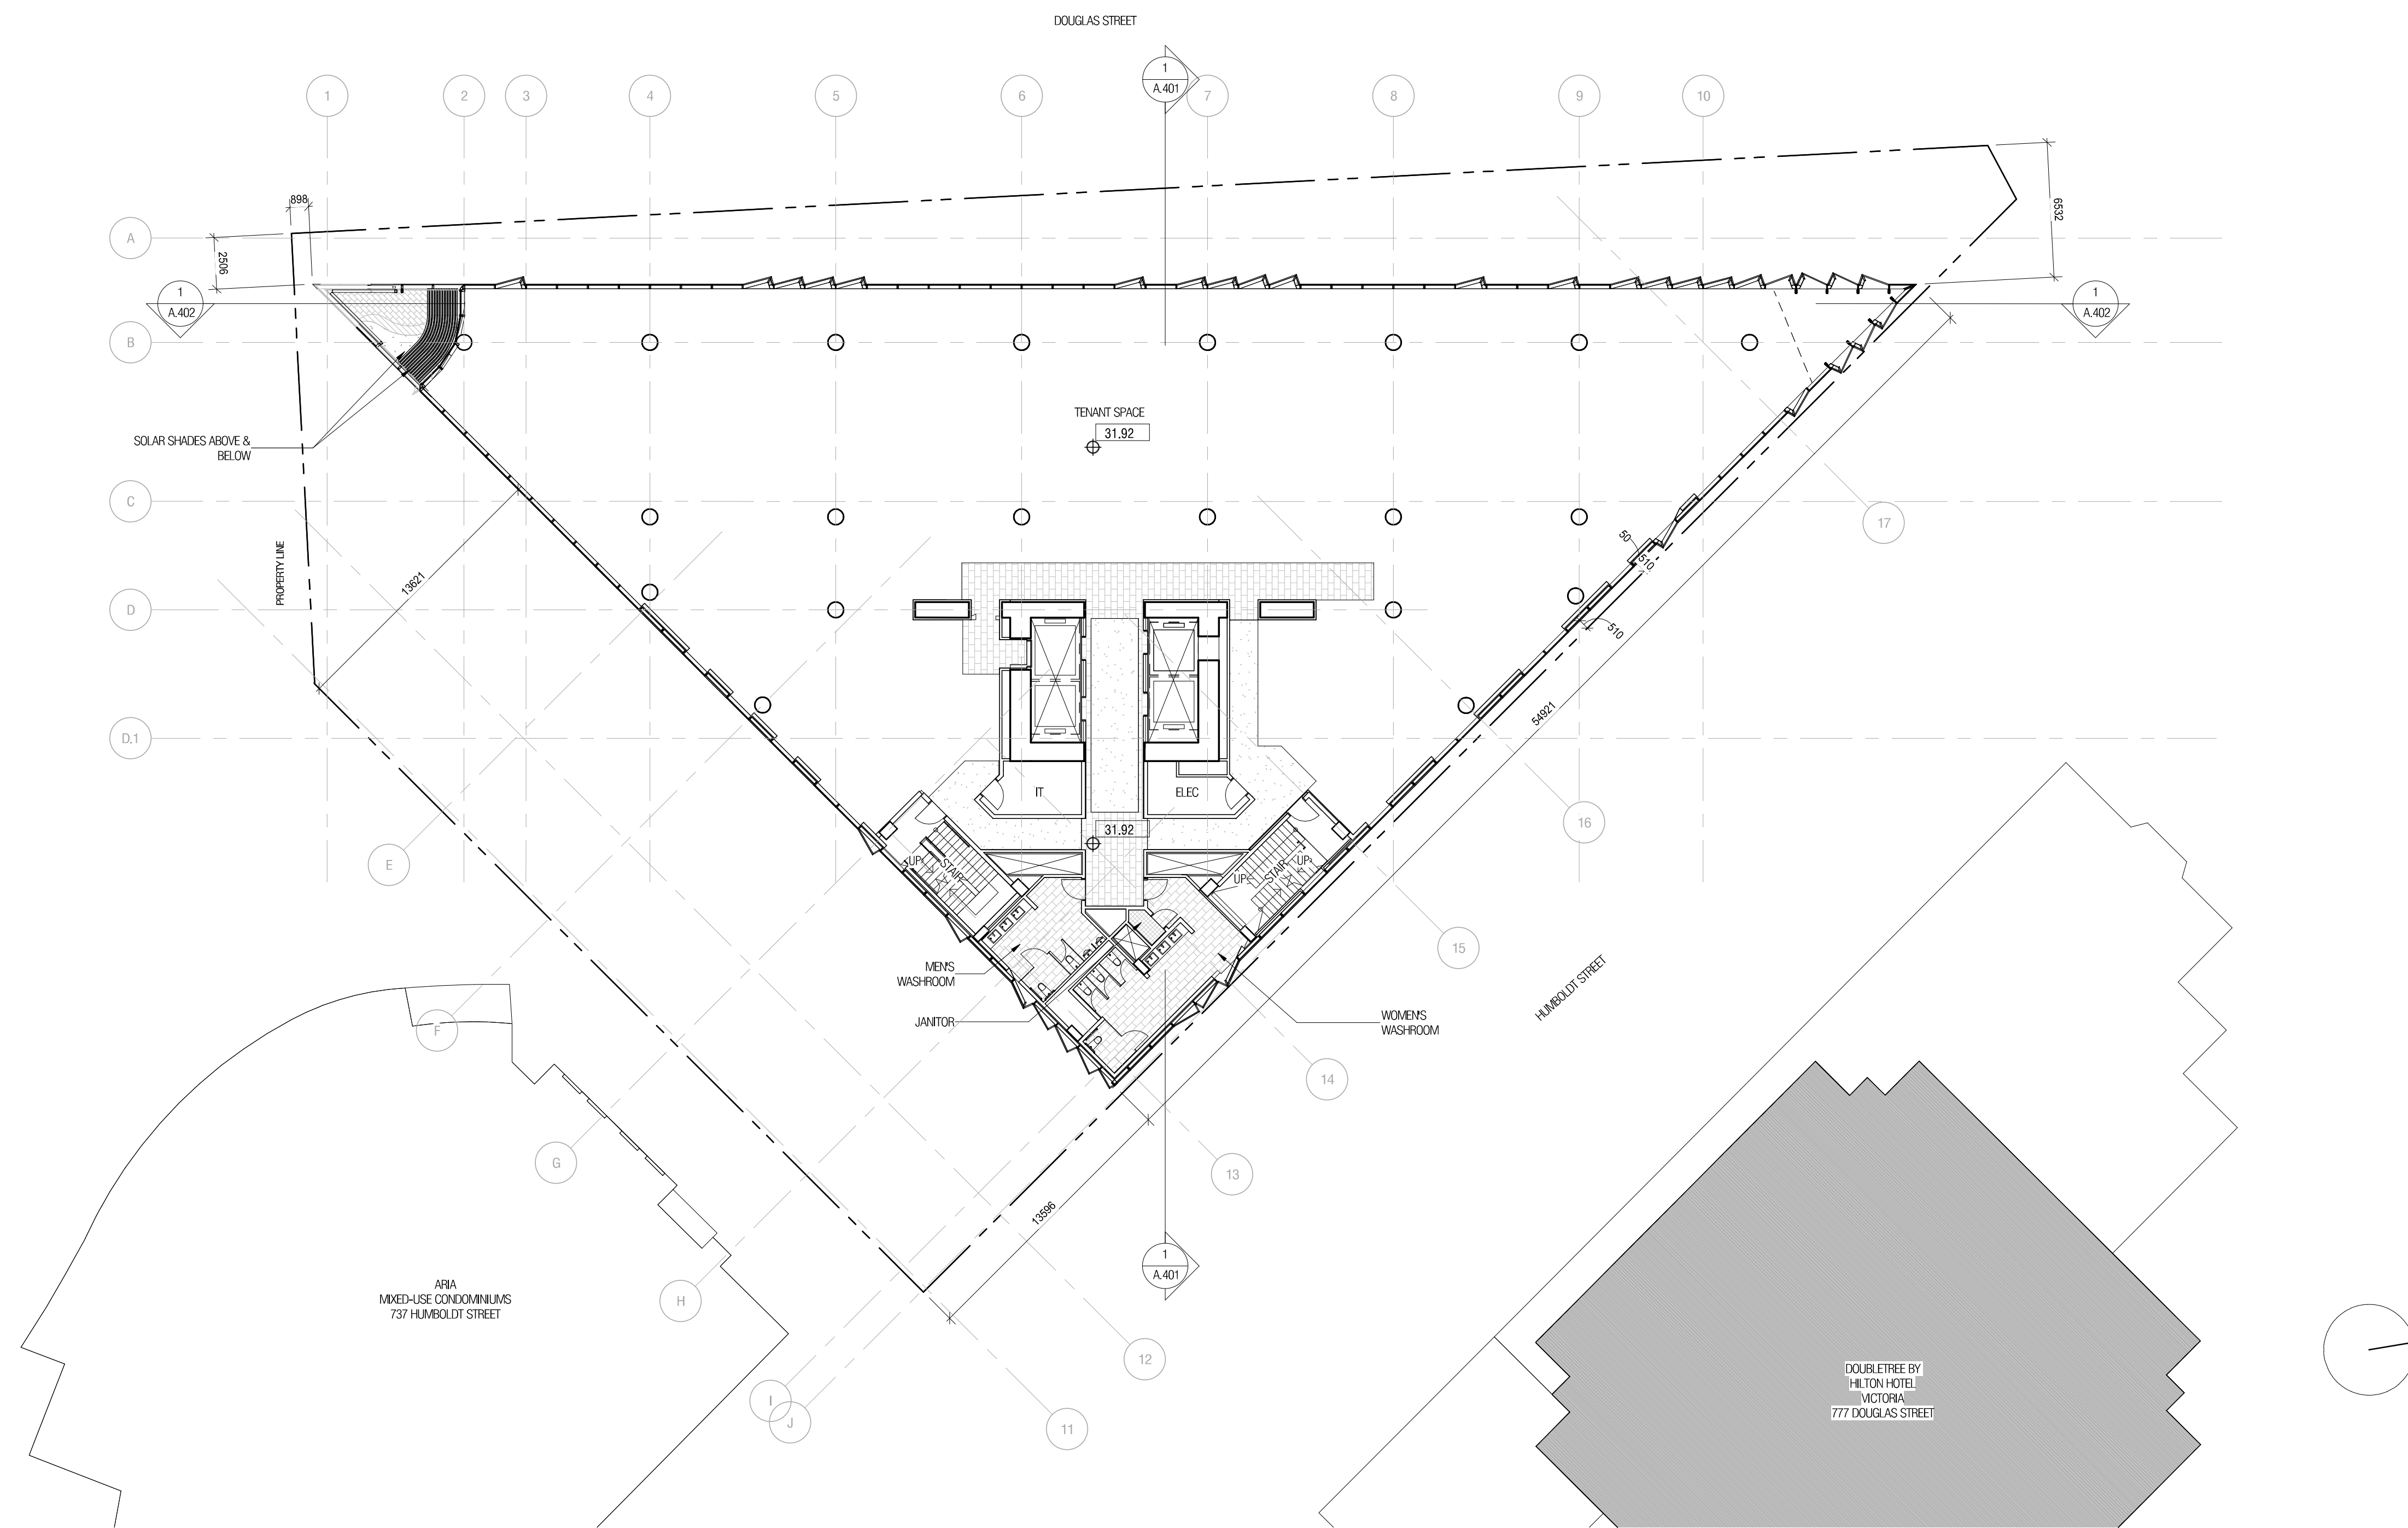 DOUGLAS STREET
1
A.401
1
2
3
4
5
6
7
8
9
10
898
6532
A
2506
1
A.402
1
A.402
B
TENANT SPACE
31.92
SOLAR SHADES ABOVE &
BELOW
C
17
50
510
PROPERTY LINE
13621
D
510
54921
D.1
IT
ELEC
16
31.92
E
UP
STAIR
UP
STAIR
UP
15
MEN'S
WASHROOM
HUMBOLDT STREET
JANITOR
WOMEN'S
WASHROOM
F
14
G
13
13596
1
A.401
ARIA
MIXED-USE CONDOMINIUMS
737 HUMBOLDT STREET
H
12
DOUBLETREE BY
HILTON HOTEL
VICTORIA
777 DOUGLAS STREET
I
J
11